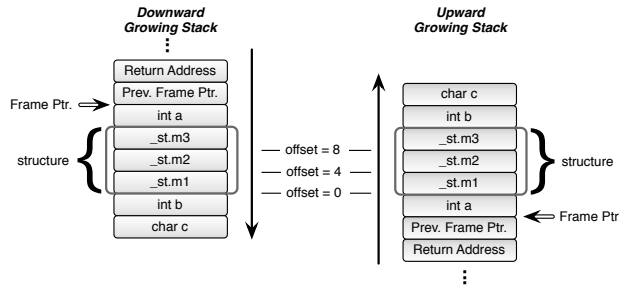 Downward
Growing Stack
Return Address
Prev. Frame Ptr.
Frame Ptr.
int a
_st.m3
structure
_st.m2
_st.m1
int b
char c
offset = 8
offset = 4
offset = 0
Upward
Growing Stack
char c
int b
_st.m3
_st.m2
structure
_st.m1
int a
Frame Ptr
Prev. Frame Ptr.
Return Address